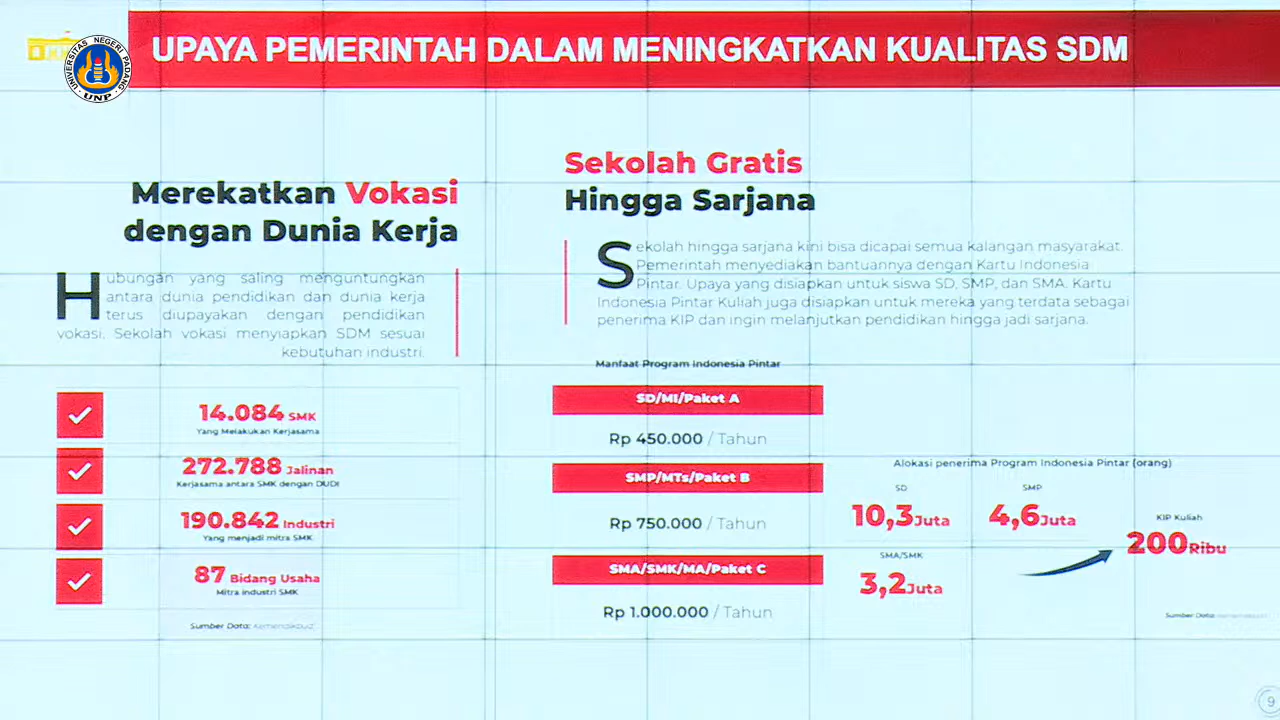 UNIVERSITAS NEGERI PADANG
UNP
UPAYA PEMERINTAH DALAM MENINGKATKAN KUALITAS SDM
Merekatkan Vokasi
dengan Dunia Kerja
Hubungan yang saling menguntungkan
antara dunia pendidikan dan dunia kerja
terus diupayakan dengan pendidikan
vokasi. Sekolah vokasi menyiapkan SDM sesuai
kebutuhan industri.
14.084 SMK
Yang Melakukan Kerjasama
272.788 Jalinan
Kerjasama antara SMK dengan DUDI
190.842 Industri
Yang menjadi mitra SMK
87 Bidang Usaha
Mitra industri SMK
Sumber Data: Kemendikbud
Sekolah Gratis
Hingga Sarjana
Sekolah hingga sarjana kini bisa dicapai semua kalangan masyarakat.
Pemerintah menyediakan bantuannya dengan Kartu Indonesia
Pintar. Upaya yang disiapkan untuk siswa SD, SMP, dan SMA. Kartu
Indonesia Pintar Kuliah juga disiapkan untuk mereka yang terdata sebagai
penerima KIP dan ingin melanjutkan pendidikan hingga jadi sarjana.
Manfaat Program Indonesia Pintar
SD/MI/Paket A
Rp 450.000 / Tahun
SMP/MTs/Paket B
Rp 750.000 / Tahun
SMA/SMK/MA/Paket C
Rp 1.000.000 / Tahun
Alokasi penerima Program Indonesia Pintar (orang)
SD
10,3Juta
SMP
4,6Juta
SMA/SMK
3,2Juta
KIP Kuliah
200Ribu
Sumber Data:
9